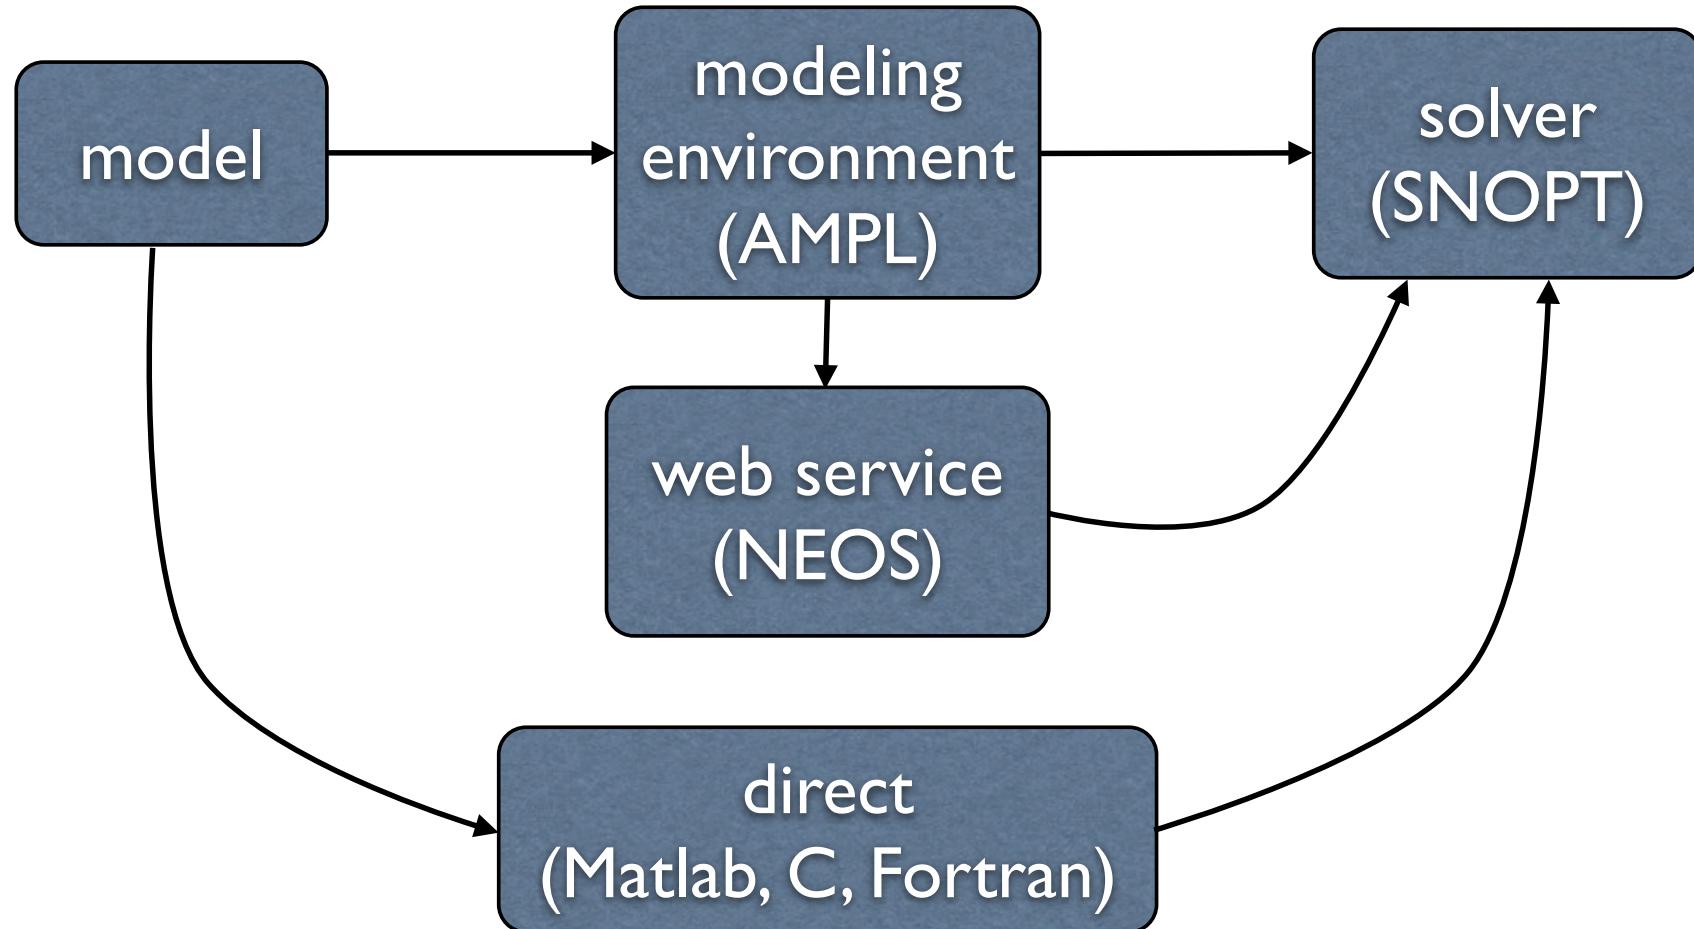 model
modeling
environment
(AMPL)
solver
(SNOPT)
web service
(NEOS)
direct
(Matlab, C, Fortran)